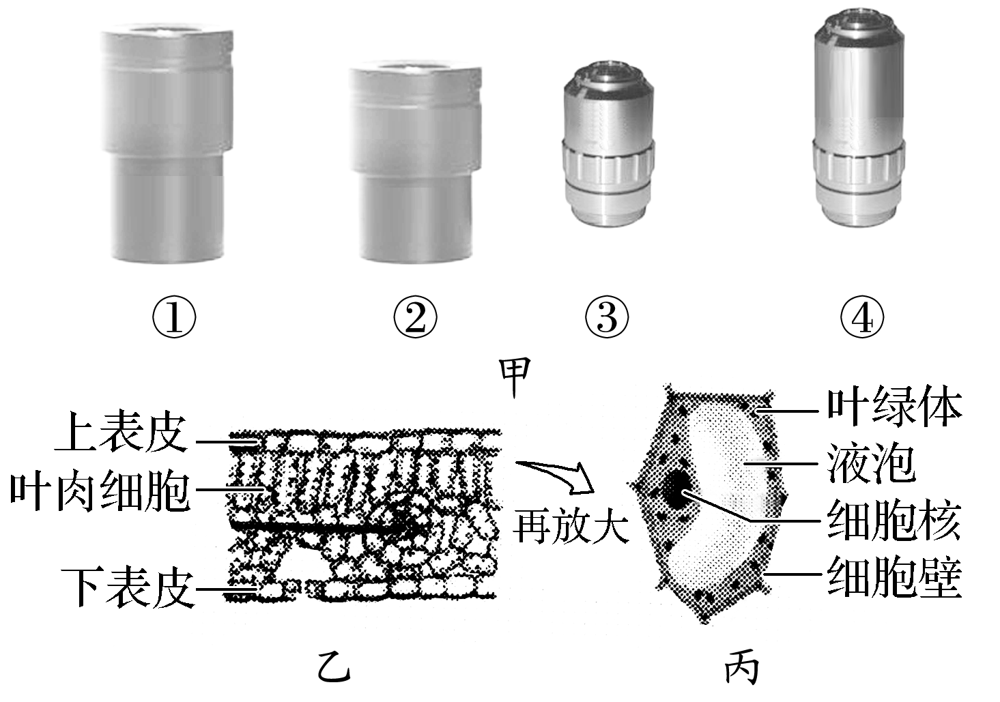 ① ② ③ ④
甲
上表皮
叶肉细胞
下表皮
再放大
叶绿体
液泡
细胞核
细胞壁
乙 丙